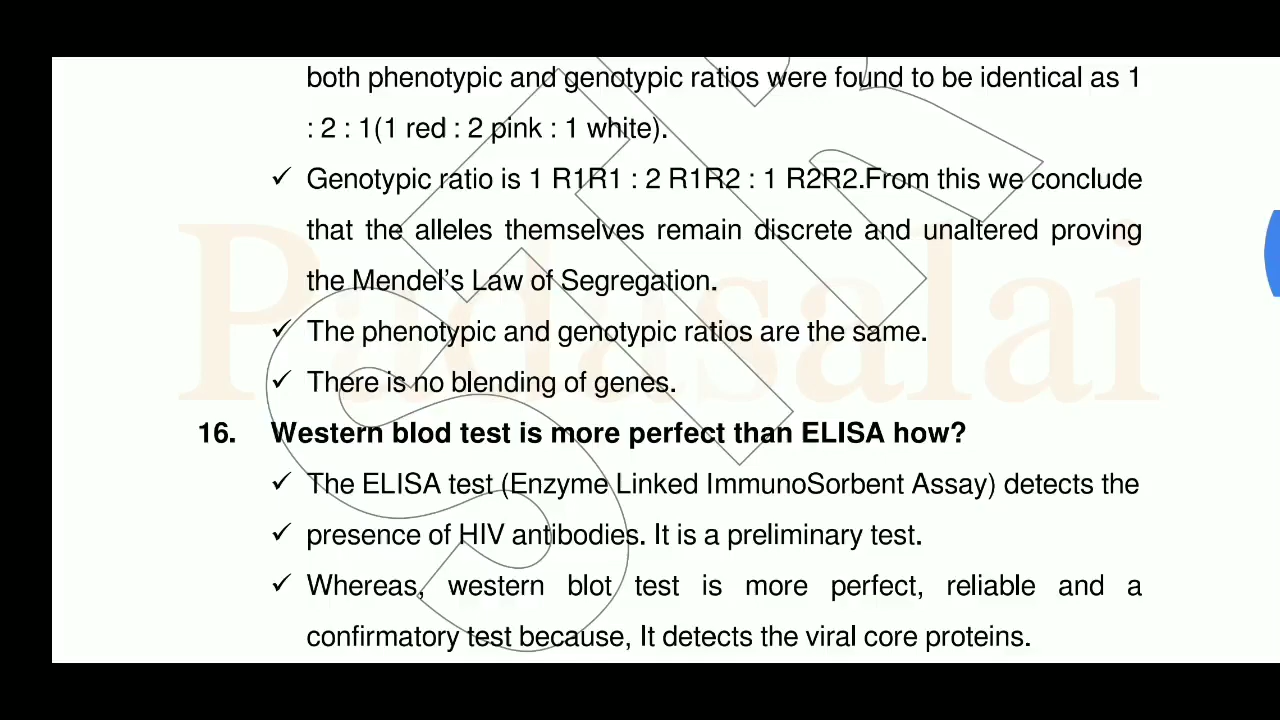 both phenotypic and genotypic ratios were found to be identical as 1
: 2 : 1(1 red : 2 pink : 1 white).
✓ Genotypic ratio is 1 R1R1 : 2 R1R2 : 1 R2R2.From this we conclude
that the alleles themselves remain discrete and unaltered proving
the Mendel’s Law of Segregation.
✓ The phenotypic and genotypic ratios are the same.
✓ There is no blending of genes.
16. Western blod test is more perfect than ELISA how?
✓ The ELISA test (Enzyme Linked ImmunoSorbent Assay) detects the
✓ presence of HIV antibodies. It is a preliminary test.
✓ Whereas, western blot test is more perfect, reliable and a
confirmatory test because, It detects the viral core proteins.
Padasalai